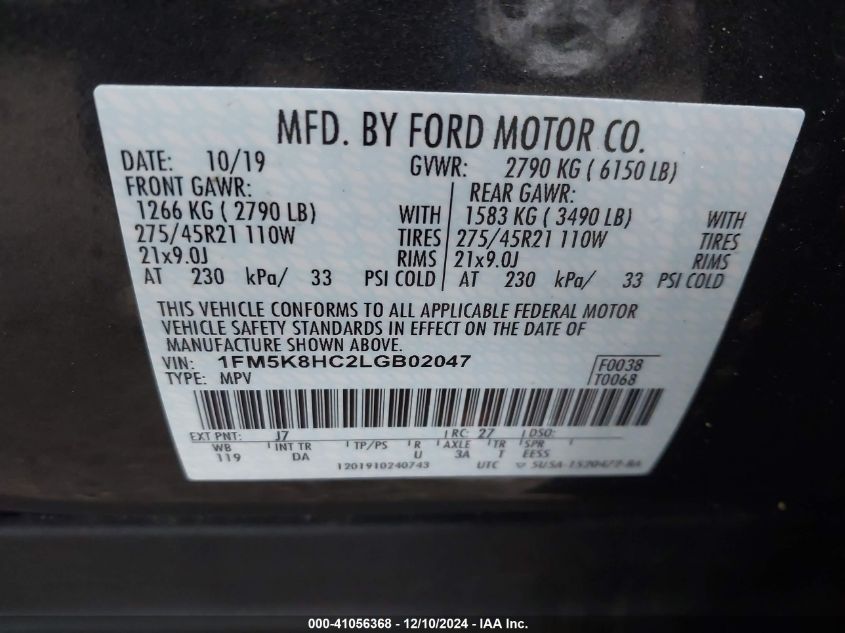 MFD. BY FORD MOTOR CO.
DATE: 10/19 GVWR: 2790 KG ( 6150 LB)
FRONT GAWR: REAR GAWR:
1266 KG ( 2790 LB) WITH 1583 KG ( 3490 LB) WITH
275/45R21 110W TIRES 275/45R21 110W TIRES
21x9.0J RIMS 21x9.0J RIMS
AT 230 kPa/ 33 PSI COLD AT 230 kPa/ 33 PSI COLD
THIS VEHICLE CONFORMS TO ALL APPLICABLE FEDERAL MOTOR
VEHICLE SAFETY STANDARDS IN EFFECT ON THE DATE OF
MANUFACTURE SHOWN ABOVE.
VIN: 1FM5K8HC2LGB02047 F0038
TYPE: MPV T0068
EXT PNT: J7 RC: 27 DSO:
WB INT TR TP/PS R AXLE TR SPR
119 DA U 3A T EESS
1201910240743 UTC
000-41056368 - 12/10/2024 - IAA Inc.